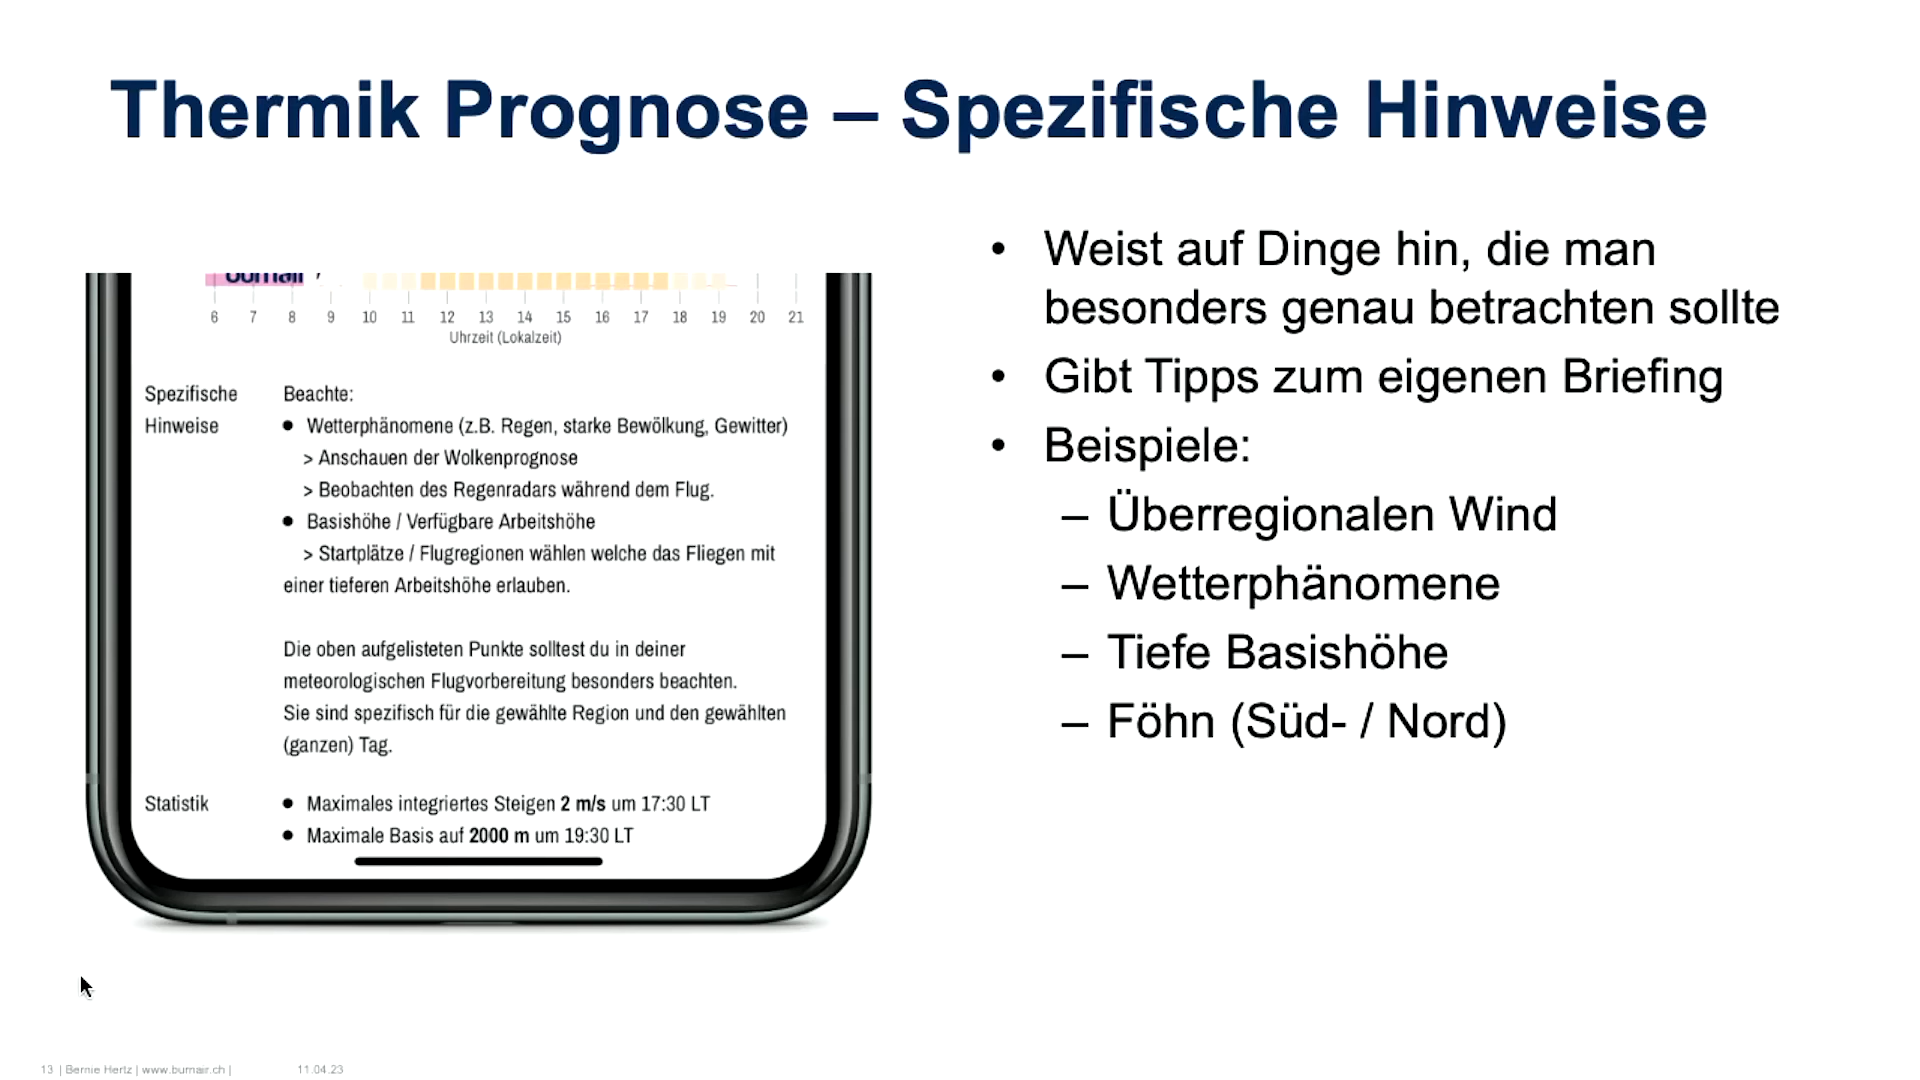 Thermik Prognose – Spezifische Hinweise
burnair
6 7 8 9 10 11 12 13 14 15 16 17 18 19 20 21
Uhrzeit (Lokalzeit)
Spezifische
Hinweise
Beachte:
● Wetterphänomene (z.B. Regen, starke Bewölkung, Gewitter)
> Anschauen der Wolkenprognose
> Beobachten des Regenradars während dem Flug.
● Basishöhe / Verfügbare Arbeitshöhe
> Startplätze / Flugregionen wählen welche das Fliegen mit
einer tieferen Arbeitshöhe erlauben.
Die oben aufgelisteten Punkte solltest du in deiner
meteorologischen Flugvorbereitung besonders beachten.
Sie sind spezifisch für die gewählte Region und den gewählten
(ganzen) Tag.
Statistik
● Maximales integriertes Steigen 2 m/s um 17:30 LT
● Maximale Basis auf 2000 m um 19:30 LT
• Weist auf Dinge hin, die man
besonders genau betrachten sollte
• Gibt Tipps zum eigenen Briefing
• Beispiele:
– Überregionalen Wind
– Wetterphänomene
– Tiefe Basishöhe
– Föhn (Süd- / Nord)
13 | Bernie Hertz | www.burnair.ch | 11.04.23